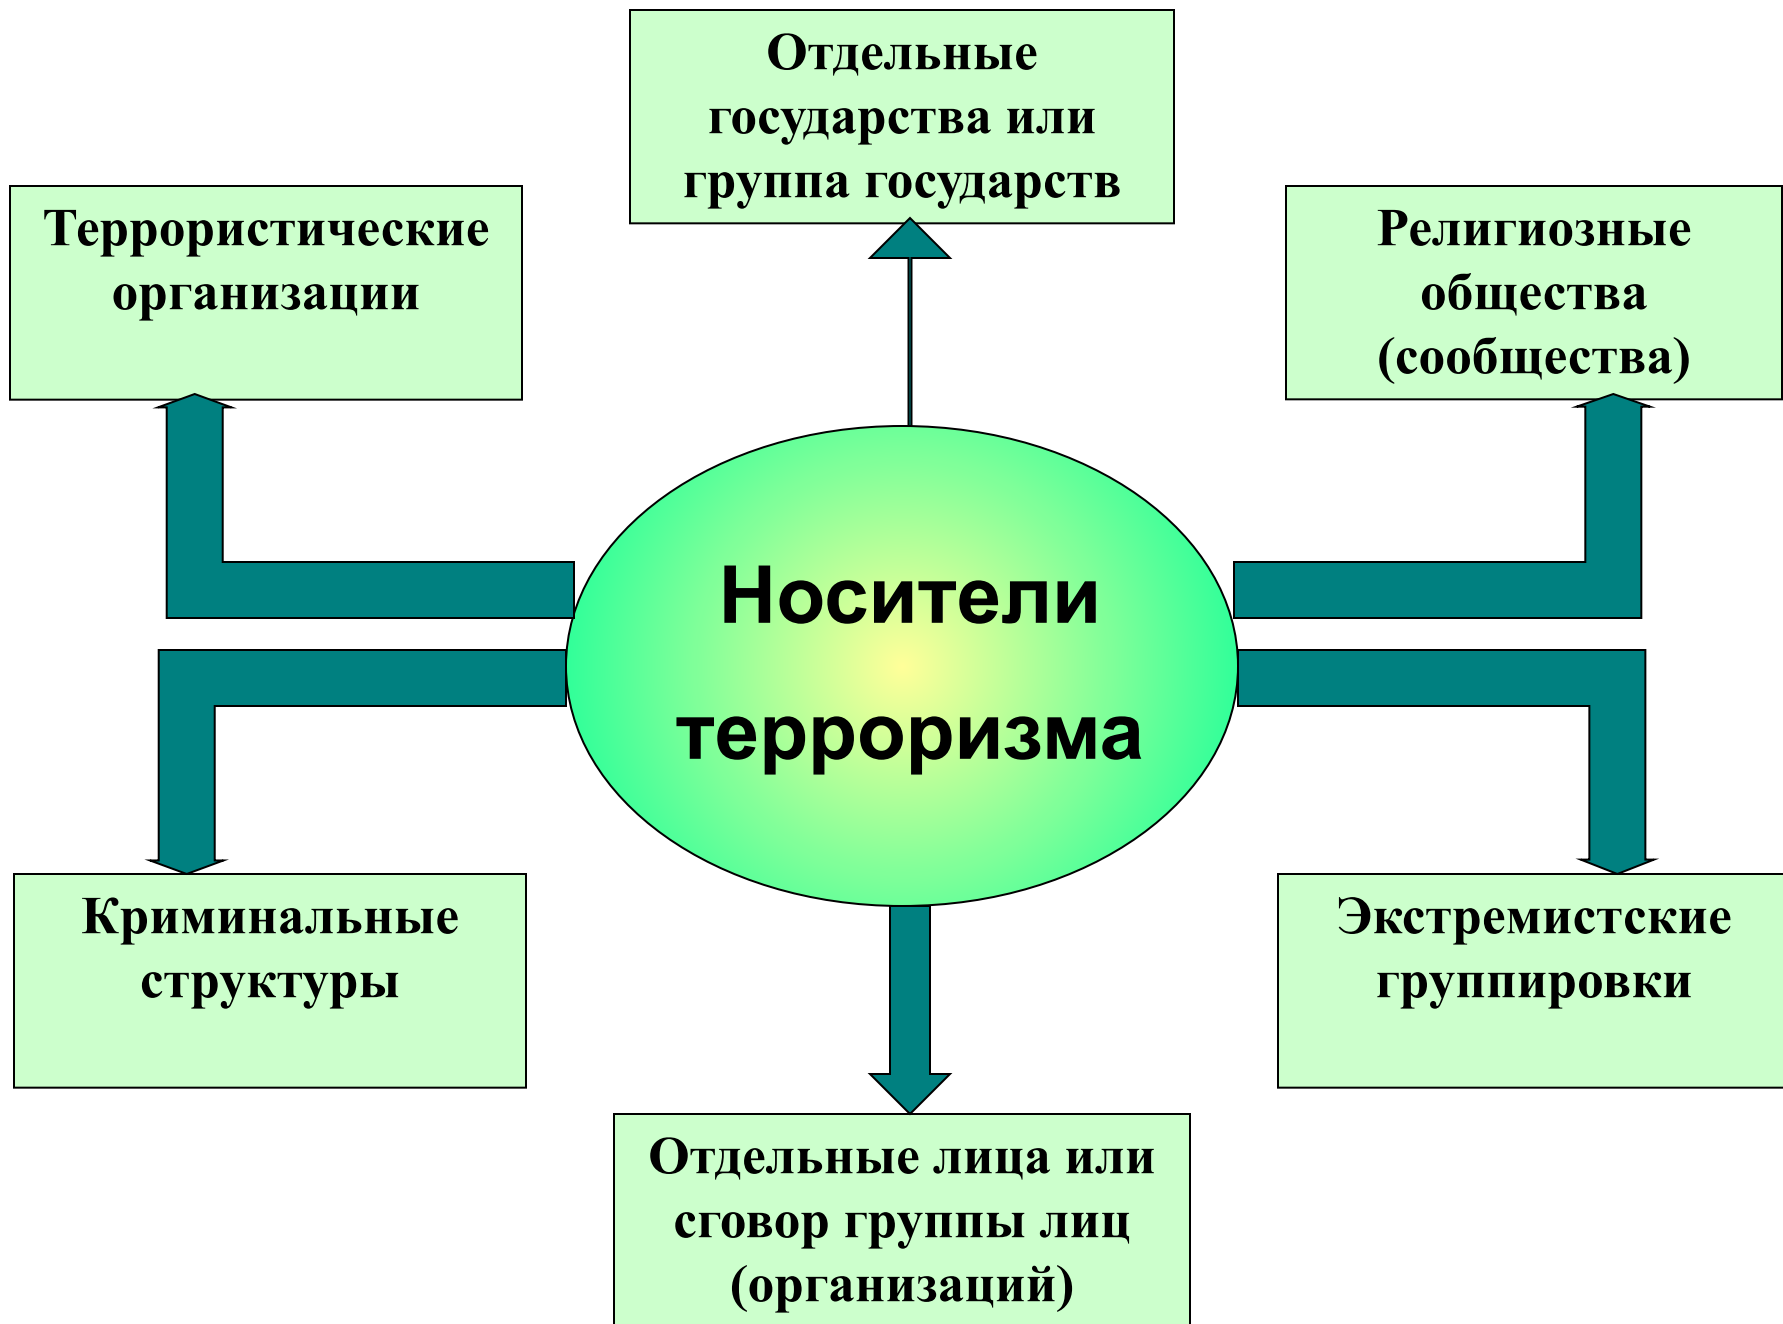 Отдельные
государства или
группа государств
Террористические
организации
Религиозные
общества
(сообщества)
Носители
терроризма
Криминальные
структуры
Экстремистские
группировки
Отдельные лица или
сговор группы лиц
(организаций)